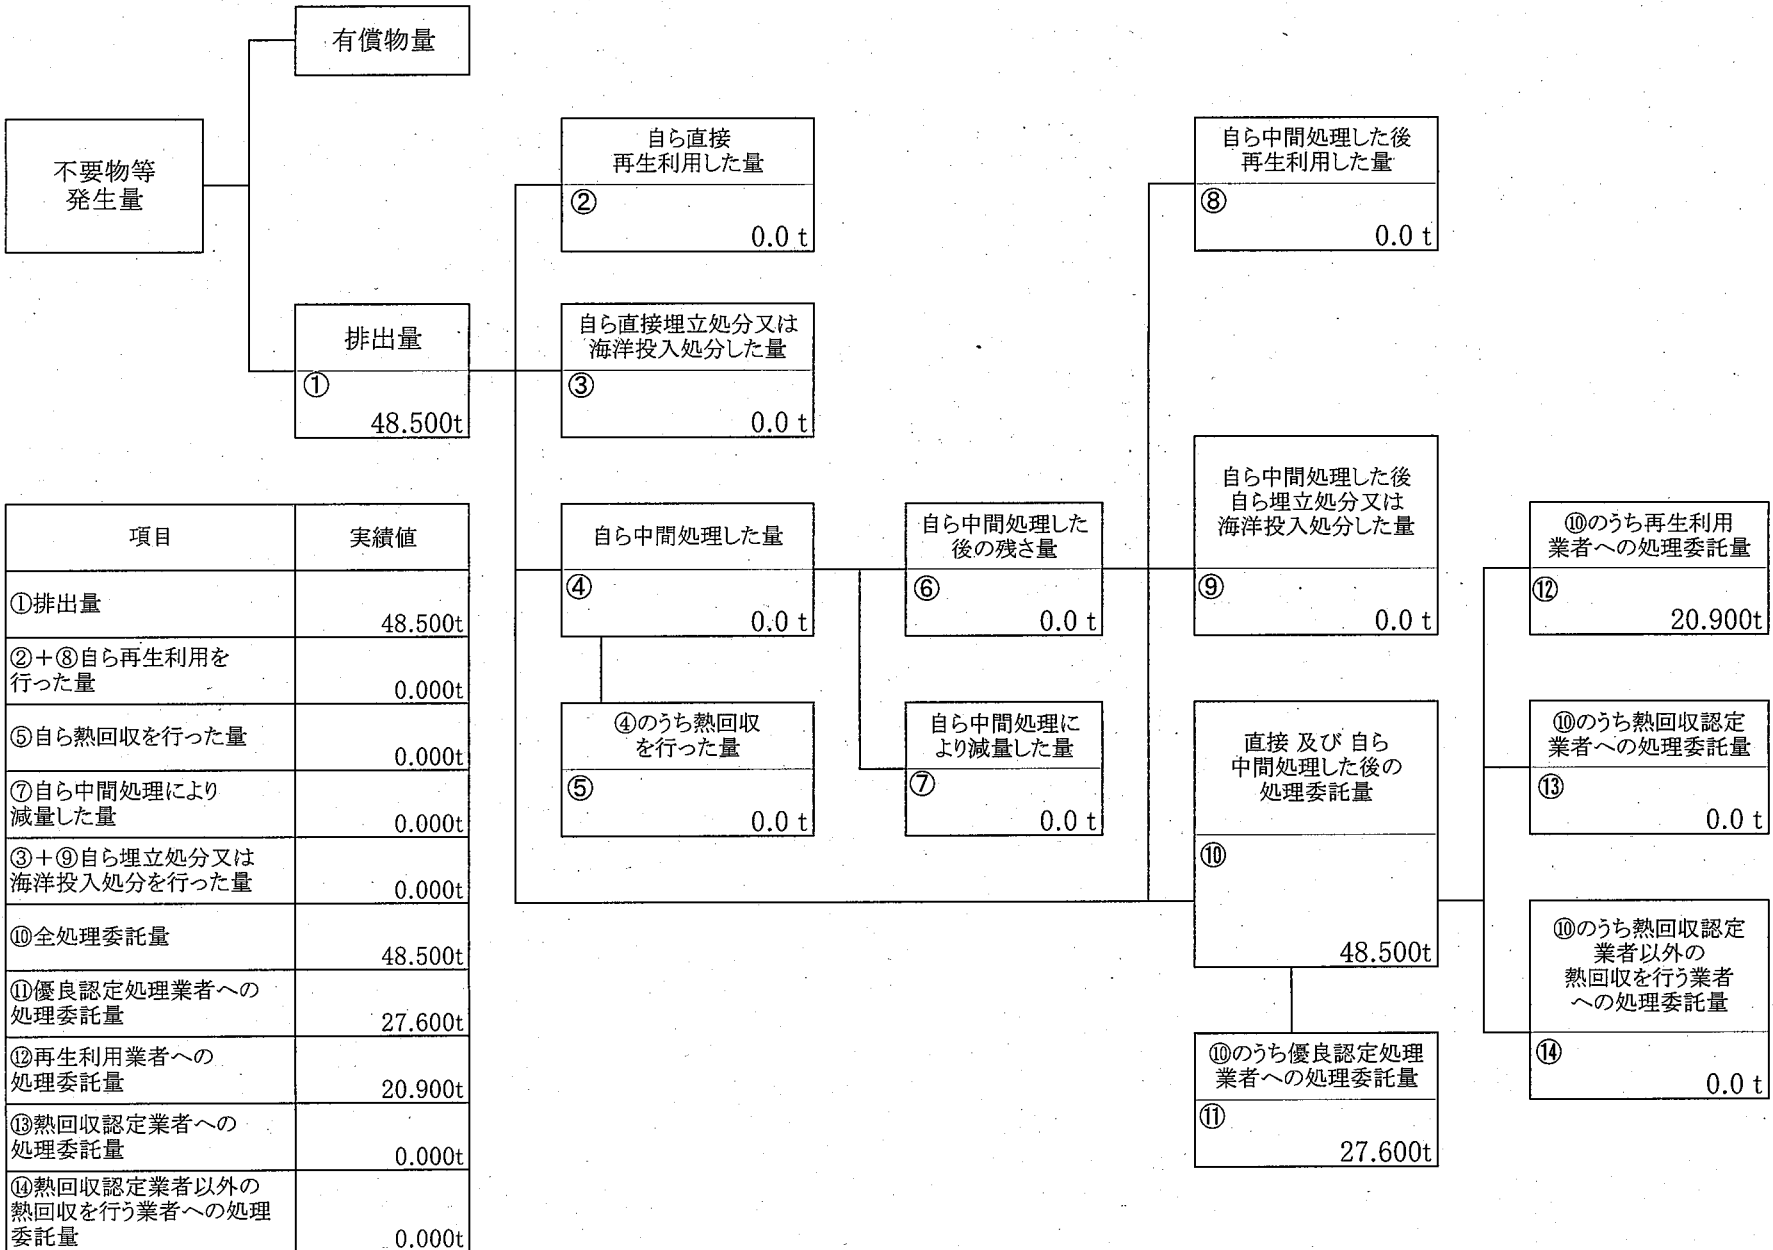 有償物量
不要物等
発生量
排出量
①
48.500t
自ら直接
再生利用した量
②
0.0 t
自ら直接埋立処分又は
海洋投入処分した量
③
0.0 t
自ら中間処理した量
④
0.0 t
④のうち熱回収
を行った量
⑤
0.0 t
自ら中間処理した
後の残さ量
⑥
0.0 t
自ら中間処理に
より減量した量
⑦
0.0 t
自ら中間処理した後
再生利用した量
⑧
0.0 t
自ら中間処理した後
自ら埋立処分又は
海洋投入処分した量
⑨
0.0 t
直接 及び 自ら
中間処理した後の
処理委託量
⑩
48.500t
⑩のうち優良認定処理
業者への処理委託量
⑪
27.600t
⑩のうち再生利用
業者への処理委託量
⑫
20.900t
⑩のうち熱回収認定
業者への処理委託量
⑬
0.0 t
⑩のうち熱回収認定
業者以外の
熱回収を行う業者
への処理委託量
⑭
0.0 t
項目 実績値
①排出量
48.500t
②+⑧自ら再生利用を
行った量
0.000t
⑤自ら熱回収を行った量
0.000t
⑦自ら中間処理により
減量した量
0.000t
③+⑨自ら埋立処分又は
海洋投入処分を行った量
0.000t
⑩全処理委託量
48.500t
⑪優良認定処理業者への
処理委託量
27.600t
⑫再生利用業者への
処理委託量
20.900t
⑬熱回収認定業者への
処理委託量
0.000t
⑭熱回収認定業者以外の
熱回収を行う業者への処理
委託量
0.000t